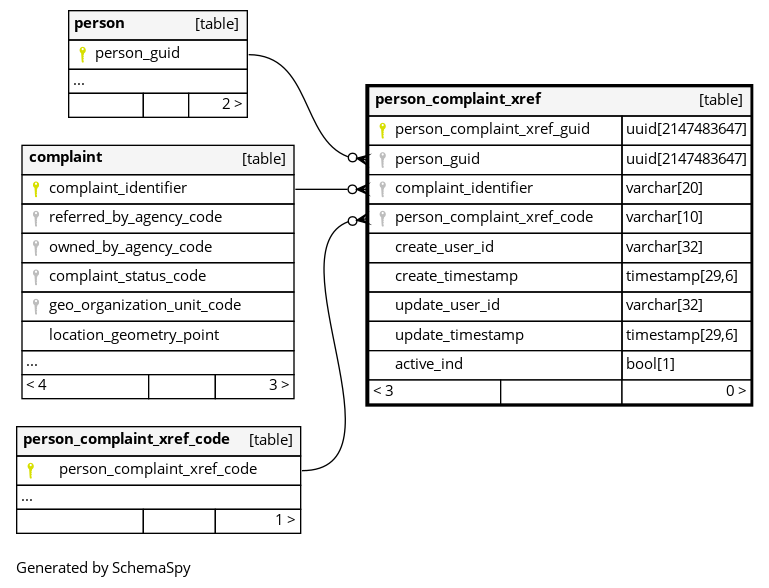 person [table]
person_guid
...
2 >
complaint [table]
complaint_identifier
referred_by_agency_code
owned_by_agency_code
complaint_status_code
geo_organization_unit_code
location_geometry_point
...
< 4 3 >
person_complaint_xref_code [table]
person_complaint_xref_code
...
1 >
person_complaint_xref [table]
person_complaint_xref_guid uuid[2147483647]
person_guid uuid[2147483647]
complaint_identifier varchar[20]
person_complaint_xref_code varchar[10]
create_user_id varchar[32]
create_timestamp timestamp[29,6]
update_user_id varchar[32]
update_timestamp timestamp[29,6]
active_ind bool[1]
< 3 0 >
Generated by SchemaSpy